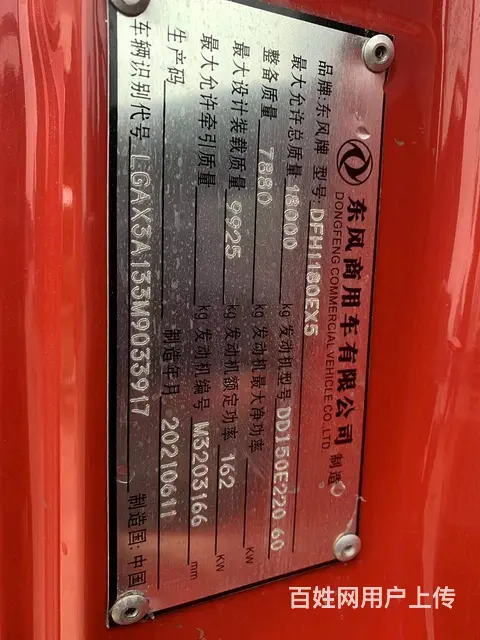 东风商用车有限公司 制造
DONGFENG COMMERCIAL VEHICLE CO.,LTD
品牌:东风牌 型号:DFH1180EX5
最大允许总质量 18000 kg 发动机型号 DD150E220-60
整备质量 7880 kg 发动机最大净功率 KW
最大设计装载质量 9925 kg 发动机额定功率 162 KW
最大允许牵引质量 kg 发动机编号 M3203166 mm
生产码 制造年月 20210611
车辆识别代号 LGAX3A133M9033917 制造国:中国
百姓网用户上传